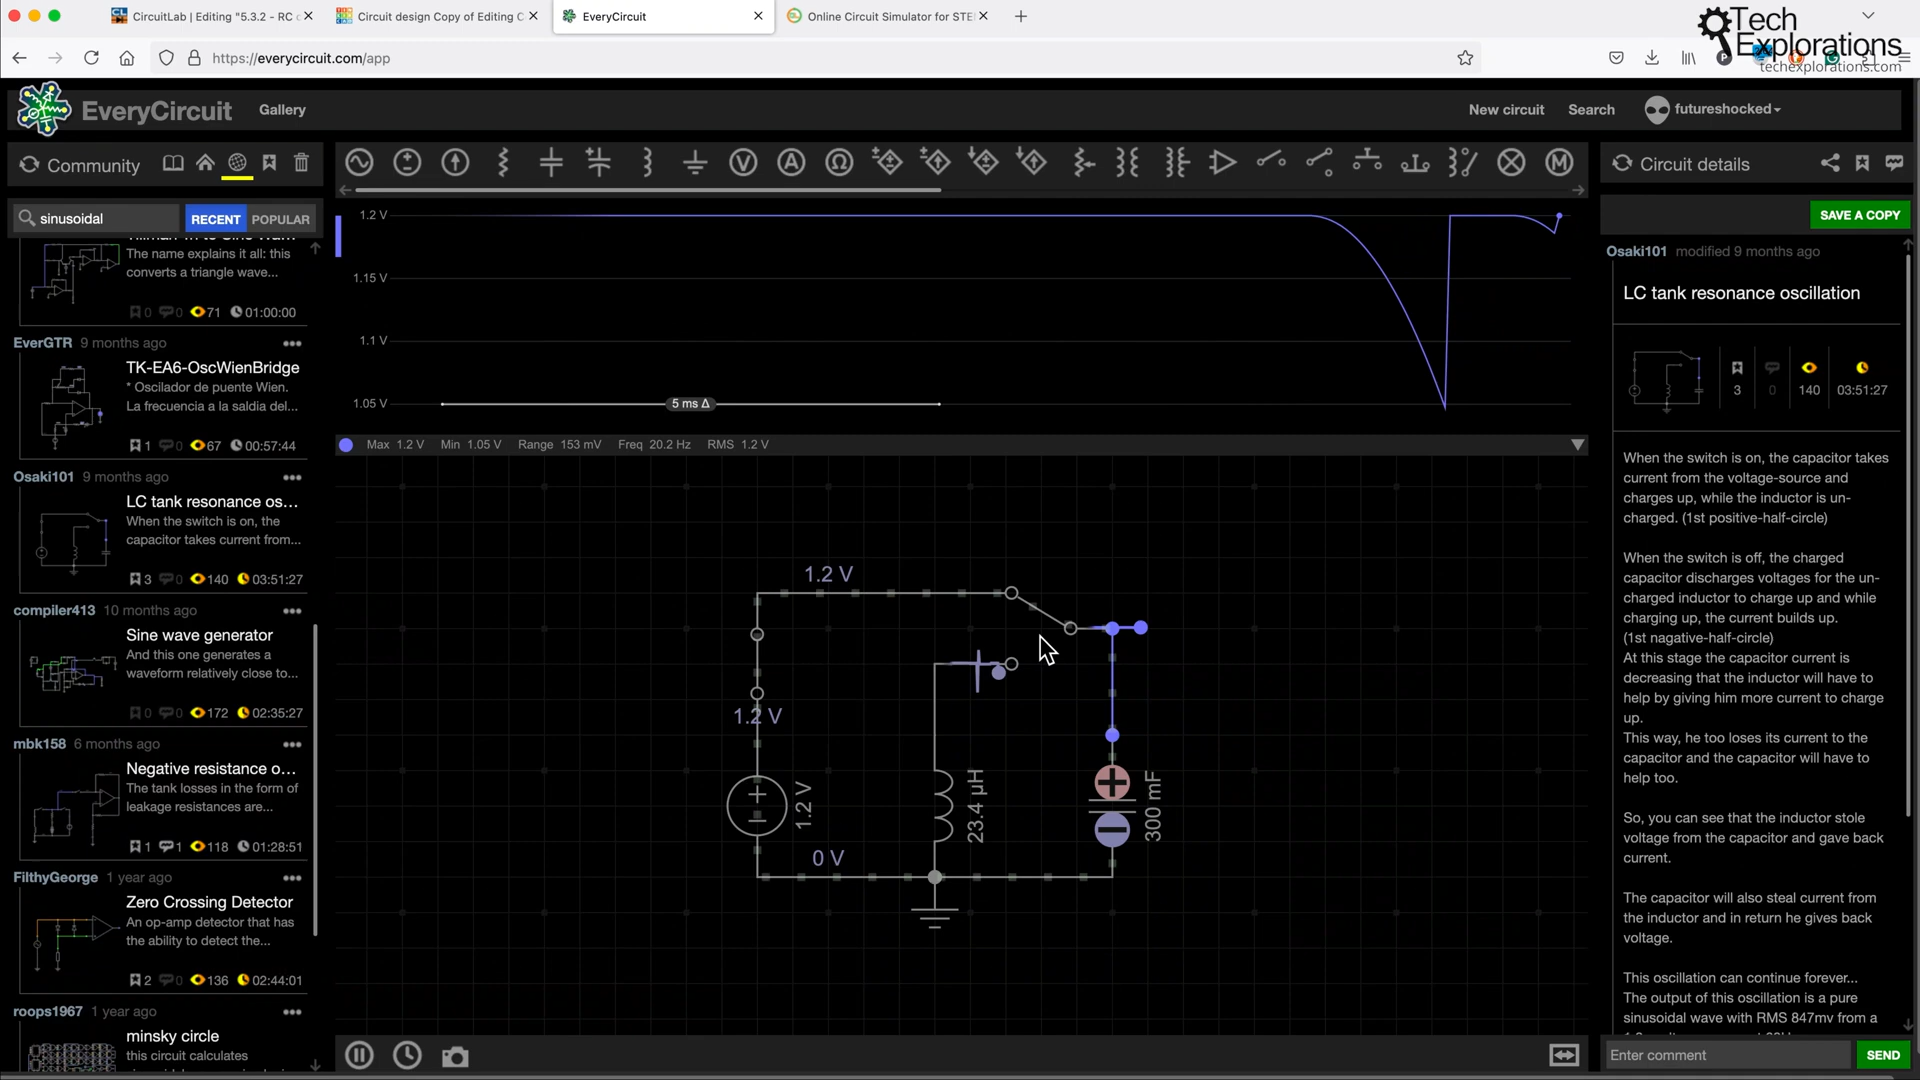 CircuitLab | Editing "5.3.2 - RC c
Circuit design Copy of Editing C
EveryCircuit
Online Circuit Simulator for STE
Tech
Explorations
techexplorations.com
https://everycircuit.com/app
EveryCircuit
Gallery
New circuit
Search
futureshocked
Community
Circuit details
sinusoidal
RECENT
POPULAR
SAVE A COPY
The name explains it all: this
converts a triangle wave...
0 0 71 01:00:00
EverGTR 9 months ago
TK-EA6-OscWienBridge
* Oscilador de puente Wien.
La frecuencia a la saldia del...
1 0 67 00:57:44
Osaki101 9 months ago
LC tank resonance os...
When the switch is on, the
capacitor takes current from...
3 0 140 03:51:27
compiler413 10 months ago
Sine wave generator
And this one generates a
waveform relatively close to...
0 0 172 02:35:27
mbk158 6 months ago
Negative resistance o...
The tank losses in the form of
leakage resistances are...
1 1 118 01:28:51
FilthyGeorge 1 year ago
Zero Crossing Detector
An op-amp detector that has
the ability to detect the...
2 0 136 02:44:01
roops1967 1 year ago
minsky circle
this circuit calculates
1.2 V
1.15 V
1.1 V
1.05 V
5 ms Δ
Max 1.2 V Min 1.05 V Range 153 mV Freq 20.2 Hz RMS 1.2 V
1.2 V
1.2 V
1.2 V
0 V
23.4 µH
300 mF
Osaki101 modified 9 months ago
LC tank resonance oscillation
3 0 140 03:51:27
When the switch is on, the capacitor takes
current from the voltage-source and
charges up, while the inductor is un-
charged. (1st positive-half-circle)
When the switch is off, the charged
capacitor discharges voltages for the un-
charged inductor to charge up and while
charging up, the current builds up.
(1st nagative-half-circle)
At this stage the capacitor current is
decreasing that the inductor will have to
help by giving him more current to charge
up.
This way, he too loses its current to the
capacitor and the capacitor will have to
help too.
So, you can see that the inductor stole
voltage from the capacitor and gave back
current.
The capacitor will also steal current from
the inductor and in return he gives back
voltage.
This oscillation can continue forever...
The output of this oscillation is a pure
sinusoidal wave with RMS 847mv from a
Enter comment
SEND